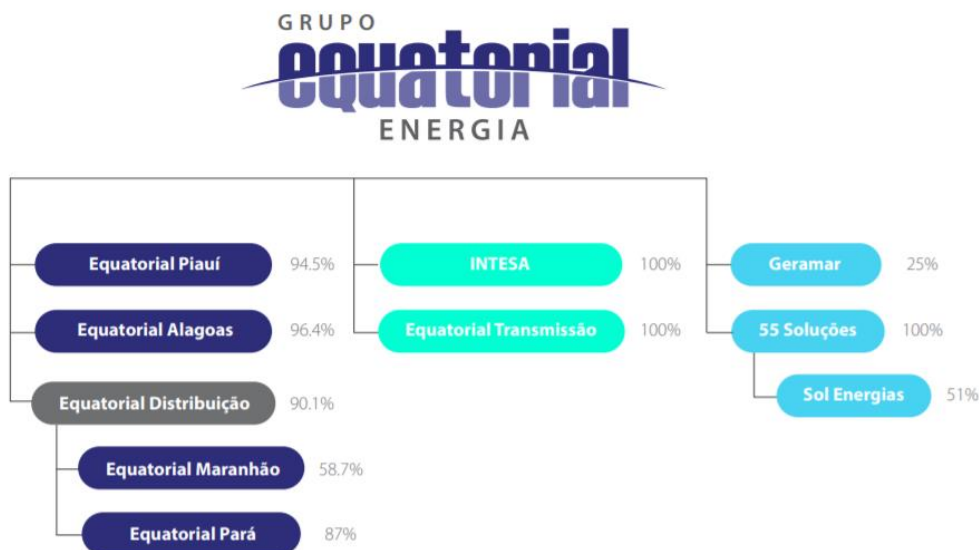 GRUPO
equatorial
ENERGIA
Equatorial Piauí 94.5%
INTESA 100%
Geramar 25%
Equatorial Alagoas 96.4%
Equatorial Transmissão 100%
55 Soluções 100%
Equatorial Distribuição 90.1%
Sol Energias 51%
Equatorial Maranhão 58.7%
Equatorial Pará 87%